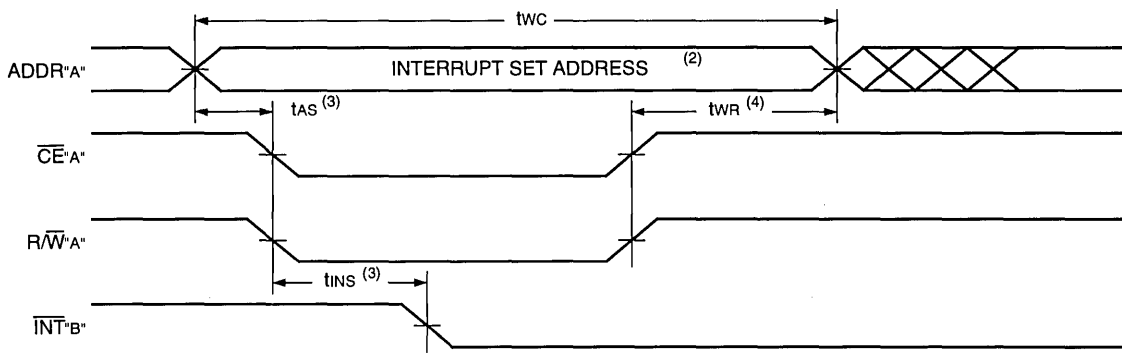 tWC
ADDR"A"
INTERRUPT SET ADDRESS (2)
tAS (3)
tWR (4)
CE"A"
R/W"A"
tINS (3)
INT"B"